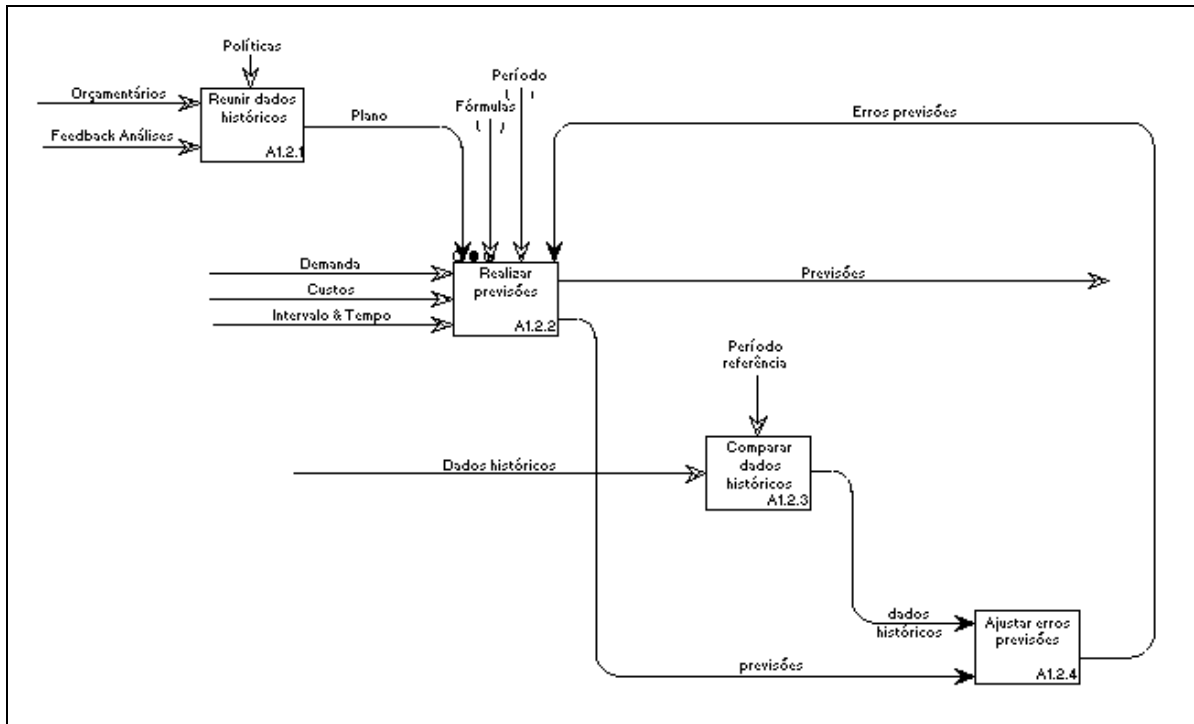 Políticas
Orçamentários
Reunir dados
históricos
Feedback Análises
A1.2.1
Plano
Período
( )
Fórmulas
( )
Erros previsões
Demanda
Custos
Intervalo & Tempo
Realizar
previsões
A1.2.2
Previsões
Período
referência
Dados históricos
Comparar
dados
históricos
A1.2.3
dados
históricos
previsões
Ajustar erros
previsões
A1.2.4